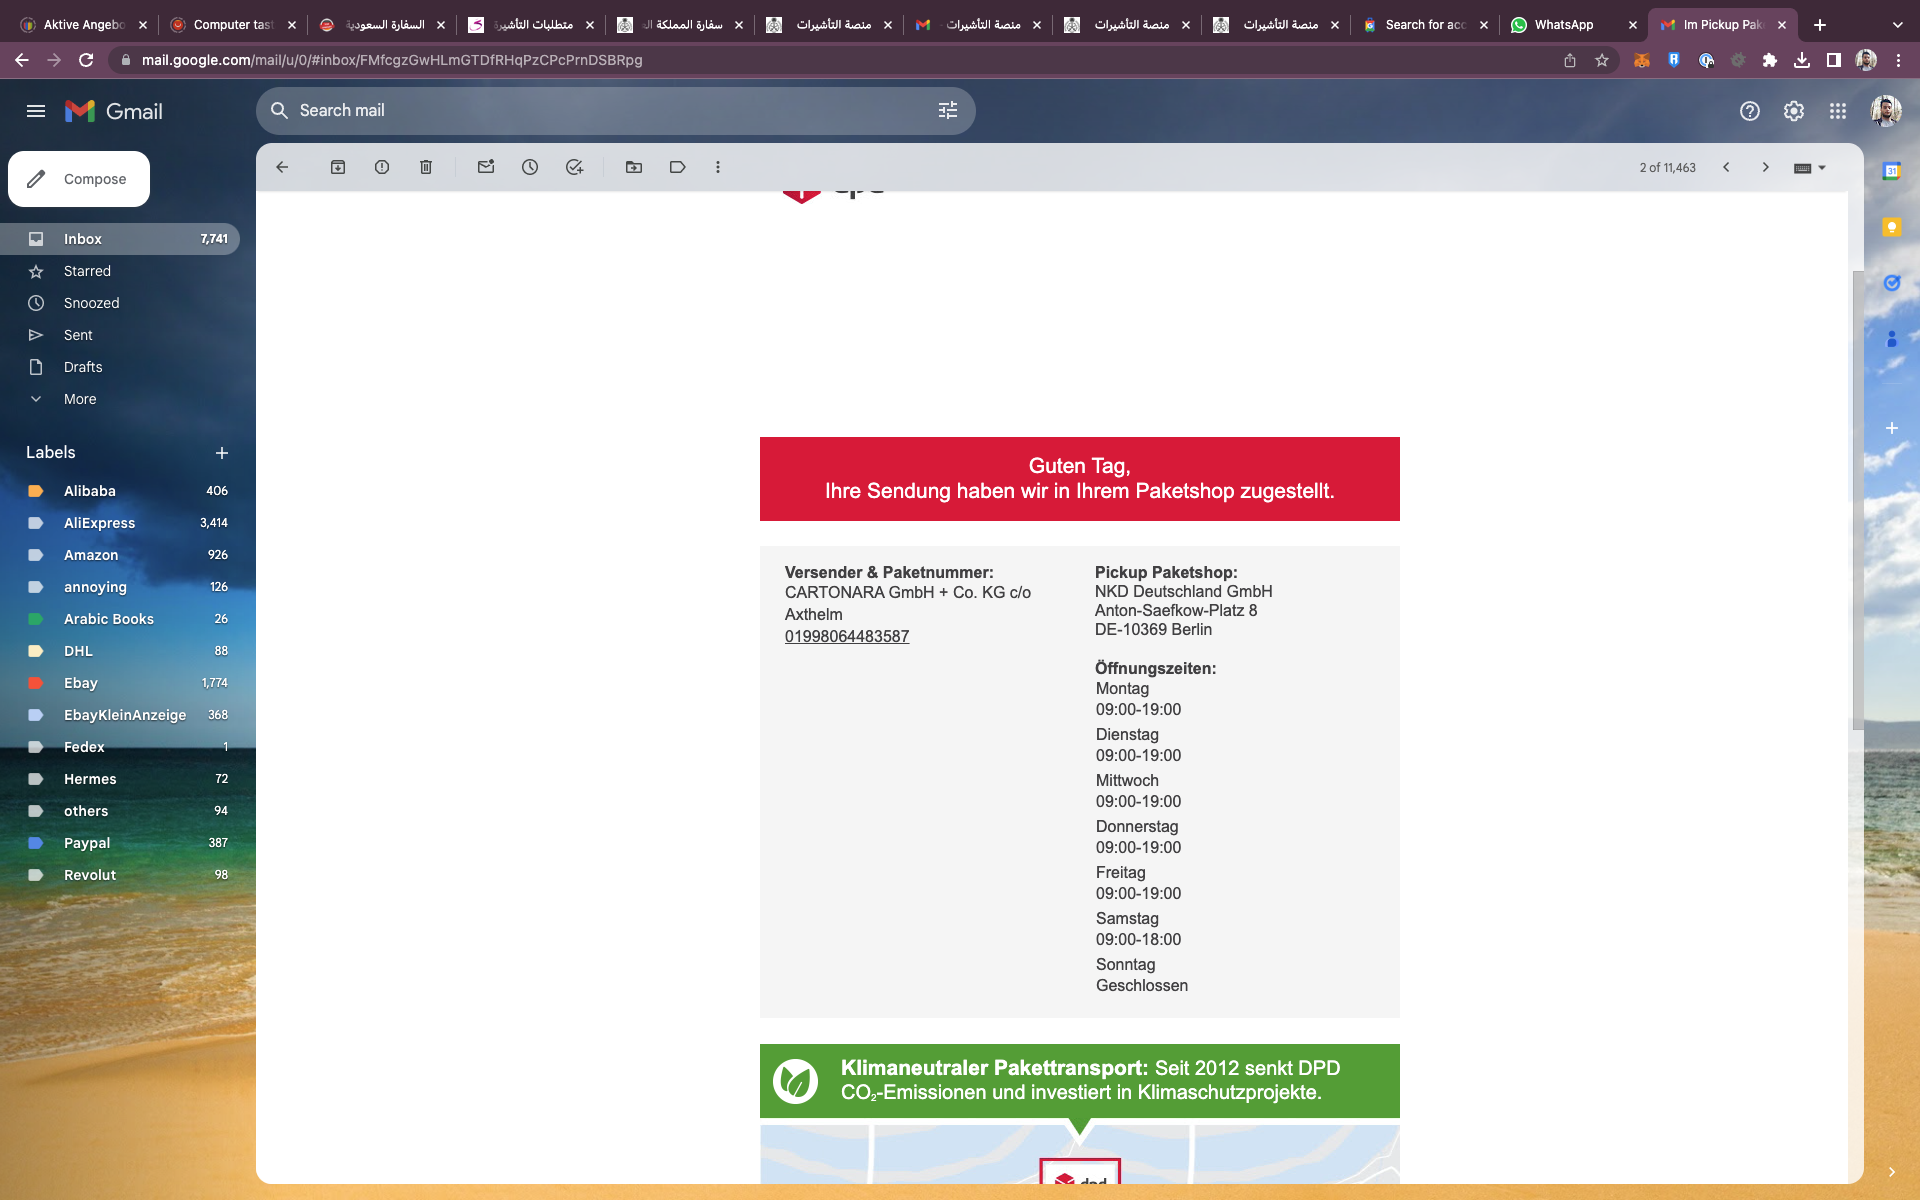 Aktive Angebo
Computer tast
السفارة السعودية
متطلبات التأشيرة
سفارة المملكة ال
منصة التأشيرات
منصة التأشيرات
منصة التأشيرات
منصة التأشيرات
Search for acc
WhatsApp
Im Pickup Pak
mail.google.com/mail/u/0/#inbox/FMfcgzGwHLmGTDfRHqPzCPcPrnDSBRpg
Gmail
Search mail
Compose
2 of 11,463
Inbox 7,741
Starred
Snoozed
Sent
Drafts
More
Labels
Alibaba 406
AliExpress 3,414
Amazon 926
annoying 126
Arabic Books 26
DHL 88
Ebay 1,774
EbayKleinAnzeige 368
Fedex 1
Hermes 72
others 94
Paypal 387
Revolut 98
31
Guten Tag,
Ihre Sendung haben wir in Ihrem Paketshop zugestellt.
Versender & Paketnummer:
CARTONARA GmbH + Co. KG c/o
Axthelm
01998064483587
Pickup Paketshop:
NKD Deutschland GmbH
Anton-Saefkow-Platz 8
DE-10369 Berlin
Öffnungszeiten:
Montag
09:00-19:00
Dienstag
09:00-19:00
Mittwoch
09:00-19:00
Donnerstag
09:00-19:00
Freitag
09:00-19:00
Samstag
09:00-18:00
Sonntag
Geschlossen
Klimaneutraler Pakettransport: Seit 2012 senkt DPD
CO₂-Emissionen und investiert in Klimaschutzprojekte.
dpd